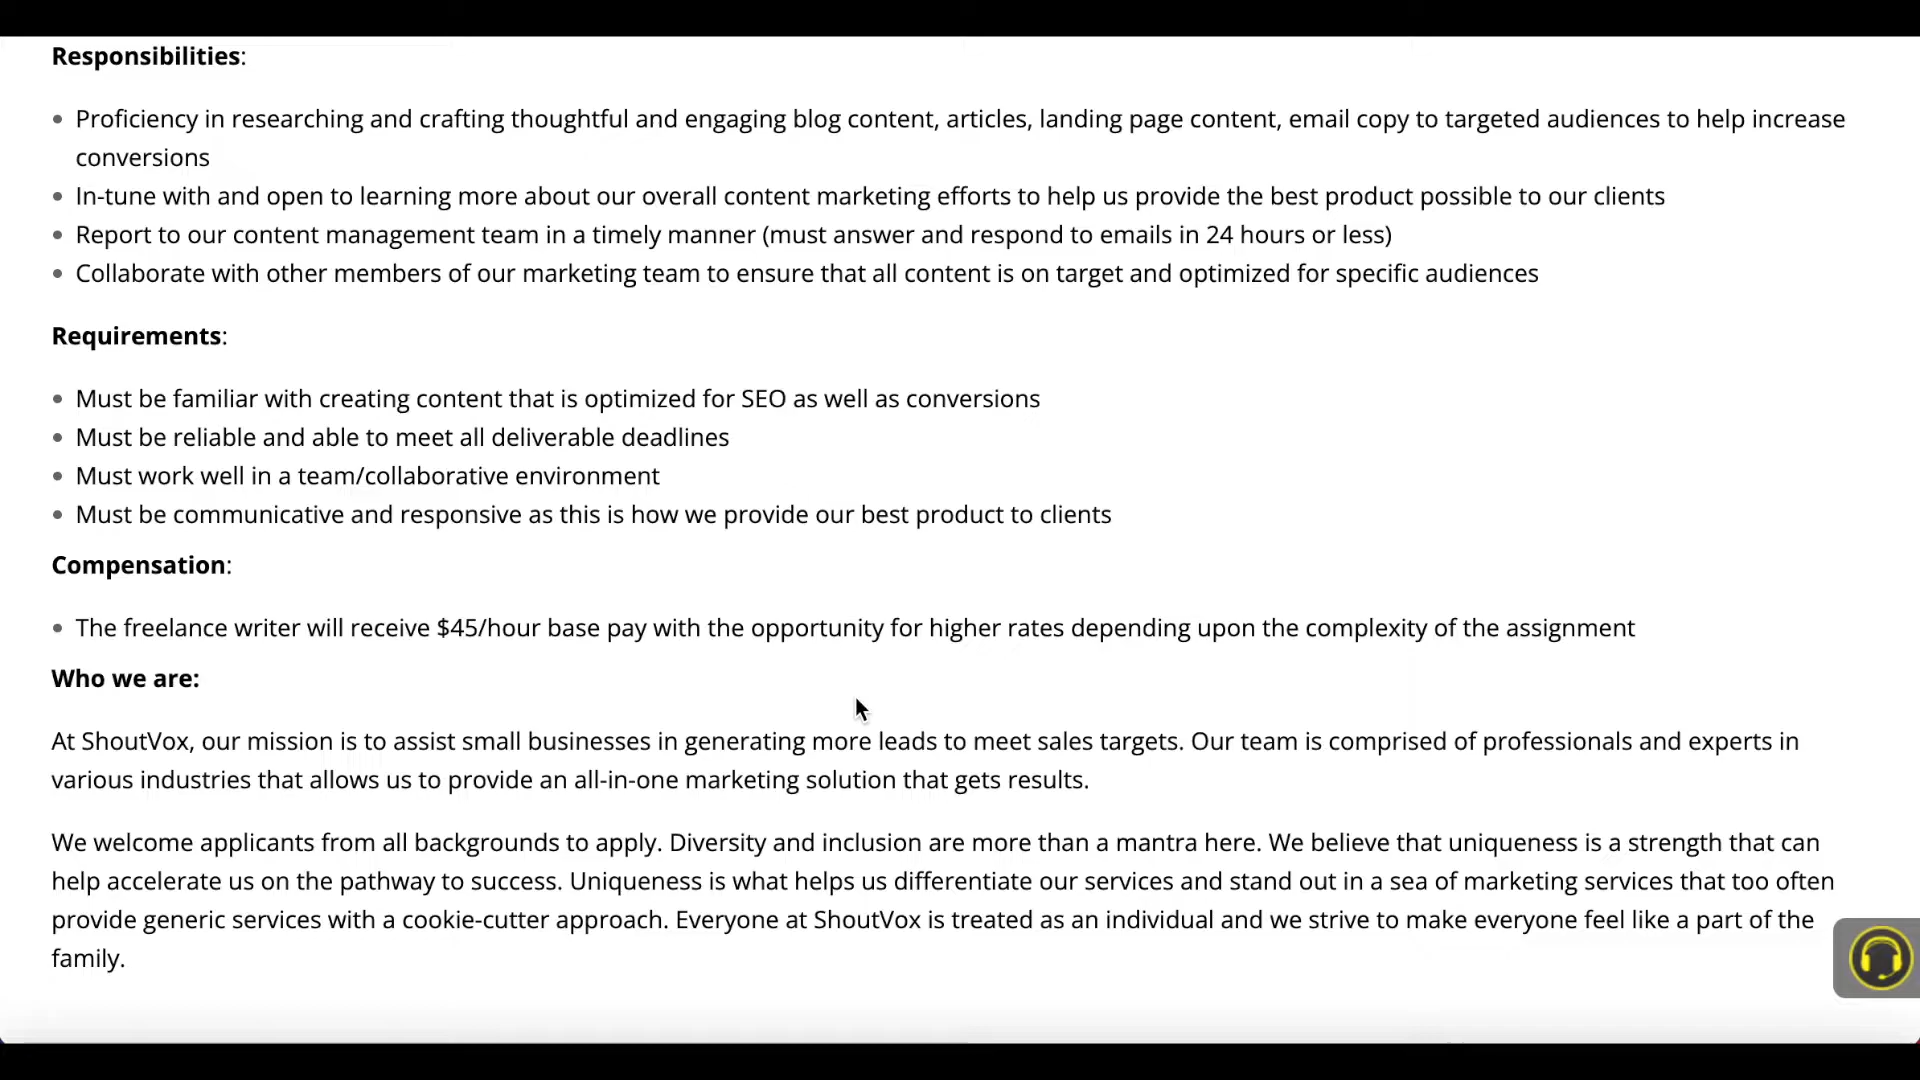 Responsibilities:
• Proficiency in researching and crafting thoughtful and engaging blog content, articles, landing page content, email copy to targeted audiences to help increase
conversions
• In-tune with and open to learning more about our overall content marketing efforts to help us provide the best product possible to our clients
• Report to our content management team in a timely manner (must answer and respond to emails in 24 hours or less)
• Collaborate with other members of our marketing team to ensure that all content is on target and optimized for specific audiences
Requirements:
• Must be familiar with creating content that is optimized for SEO as well as conversions
• Must be reliable and able to meet all deliverable deadlines
• Must work well in a team/collaborative environment
• Must be communicative and responsive as this is how we provide our best product to clients
Compensation:
• The freelance writer will receive $45/hour base pay with the opportunity for higher rates depending upon the complexity of the assignment
Who we are:
At ShoutVox, our mission is to assist small businesses in generating more leads to meet sales targets. Our team is comprised of professionals and experts in
various industries that allows us to provide an all-in-one marketing solution that gets results.
We welcome applicants from all backgrounds to apply. Diversity and inclusion are more than a mantra here. We believe that uniqueness is a strength that can
help accelerate us on the pathway to success. Uniqueness is what helps us differentiate our services and stand out in a sea of marketing services that too often
provide generic services with a cookie-cutter approach. Everyone at ShoutVox is treated as an individual and we strive to make everyone feel like a part of the
family.